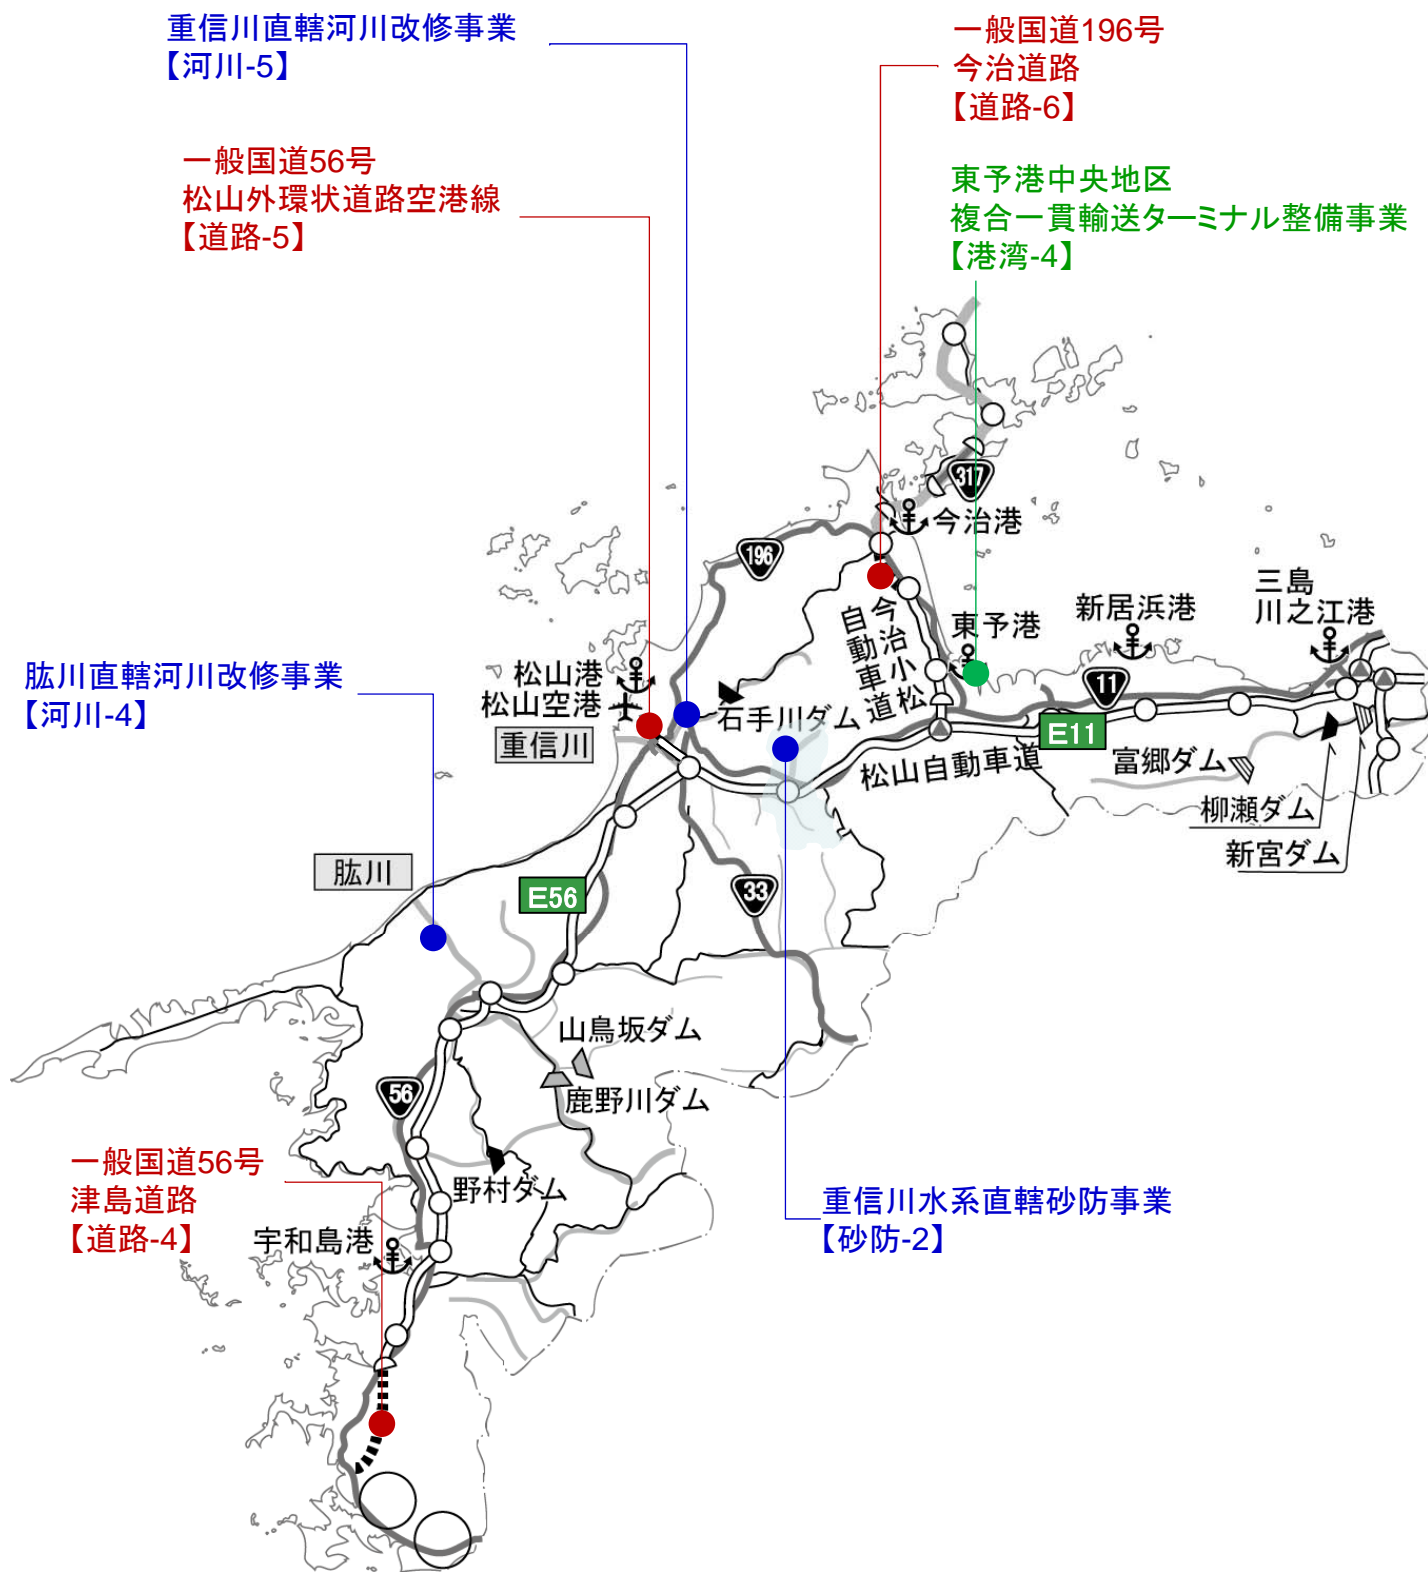 重信川直轄河川改修事業
【河川-5】
一般国道196号
今治道路
【道路-6】
一般国道56号
松山外環状道路空港線
【道路-5】
東予港中央地区
複合一貫輸送ターミナル整備事業
【港湾-4】
317
今治港
196
三島
川之江港
新居浜港
東予港
今治小松
自動車道
肱川直轄河川改修事業
【河川-4】
松山港
松山空港
重信川
石手川ダム
11
E11
松山自動車道
富郷ダム
柳瀬ダム
新宮ダム
肱川
E56
33
山鳥坂ダム
鹿野川ダム
56
一般国道56号
津島道路
【道路-4】
野村ダム
宇和島港
重信川水系直轄砂防事業
【砂防-2】